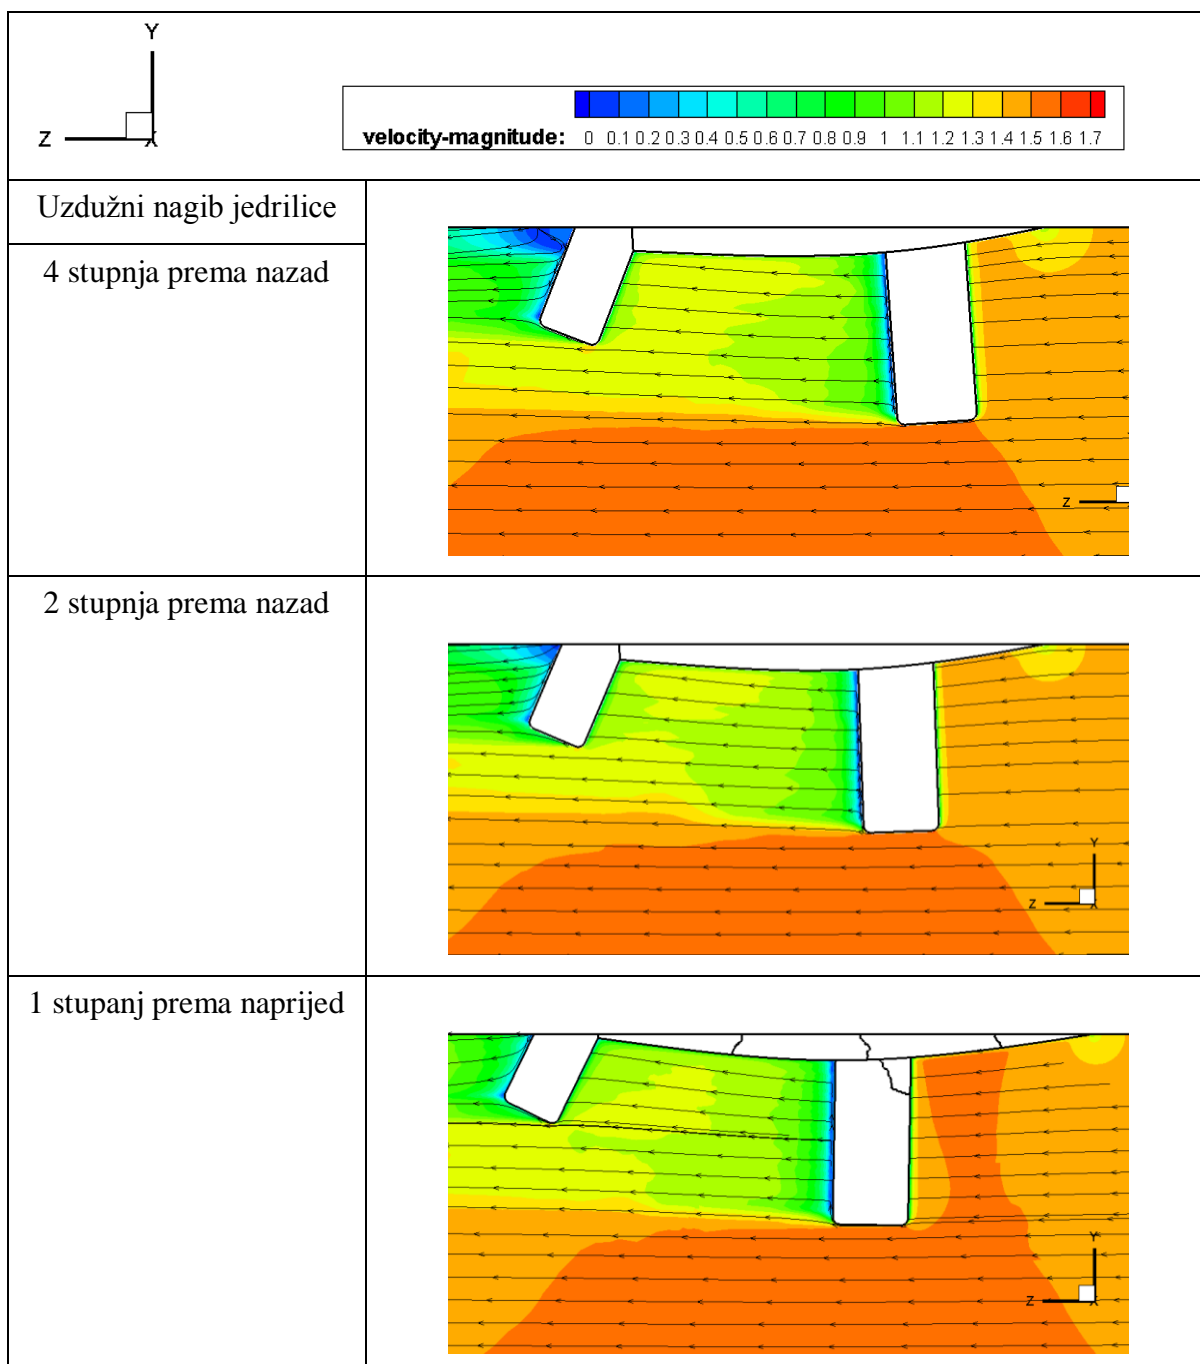 Y
Z
X
velocity-magnitude: 0 0.1 0.2 0.3 0.4 0.5 0.6 0.7 0.8 0.9 1 1.1 1.2 1.3 1.4 1.5 1.6 1.7
Uzdužni nagib jedrilice
4 stupnja prema nazad
Z
2 stupnja prema nazad
Y
Z
X
1 stupanj prema naprijed
Y
Z
X